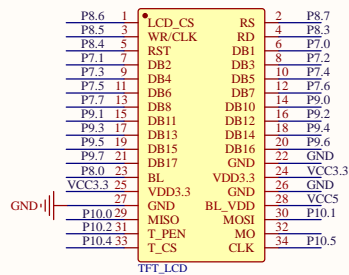 P8.6 1 LCD_CS RS 2 P8.7
P8.5 3 WR/CLK RD 4 P8.3
P8.4 5 RST DB1 6 P7.0
P7.1 7 DB2 DB3 8 P7.2
P7.3 9 DB4 DB5 10 P7.4
P7.5 11 DB6 DB7 12 P7.6
P7.7 13 DB8 DB10 14 P9.0
P9.1 15 DB11 DB12 16 P9.2
P9.3 17 DB13 DB14 18 P9.4
P9.5 19 DB15 DB16 20 P9.6
P9.7 21 DB17 GND 22 GND
P8.0 23 BL VDD3.3 24 VCC3.3
VCC3.3 25 VDD3.3 GND 26 GND
GND 27 GND BL_VDD 28 VCC5
P10.0 29 MISO MOSI 30 P10.1
P10.2 31 T_PEN MO 32
P10.4 33 T_CS CLK 34 P10.5
TFT_LCD